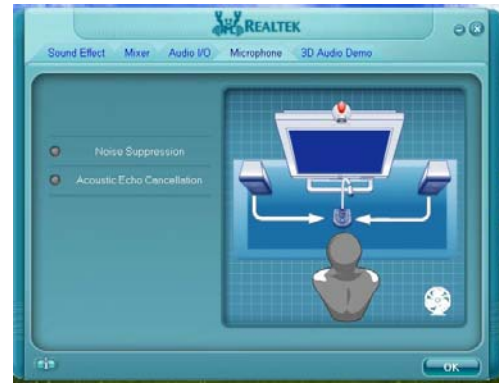 REALTEK
Sound Effect Mixer Audio I/O Microphone 3D Audio Demo
Noise Suppression
Acoustic Echo Cancellation
i
OK